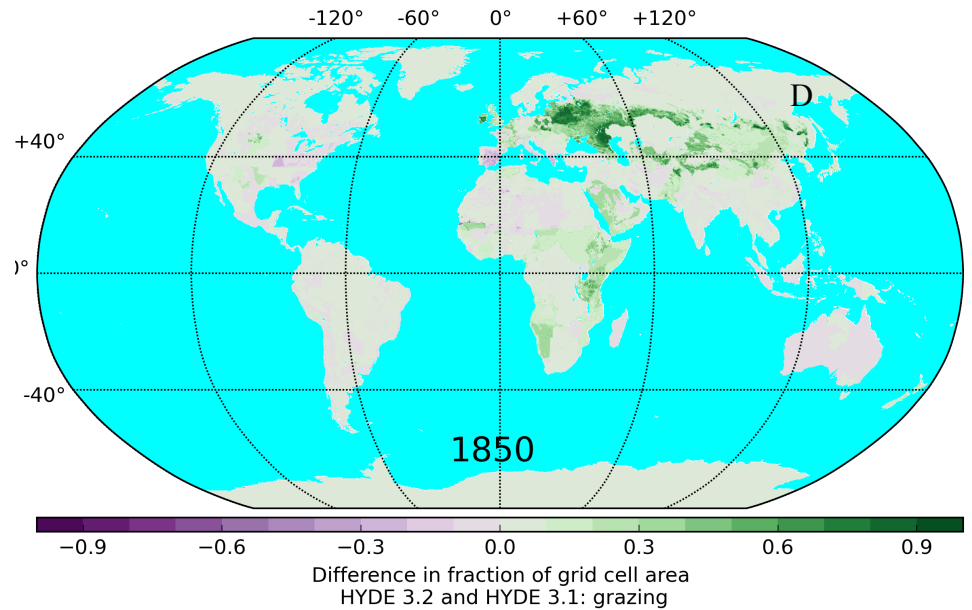 -120° -60° 0° +60° +120°
D
+40°
)°
-40°
1850
−0.9 −0.6 −0.3 0.0 0.3 0.6 0.9
Difference in fraction of grid cell area
HYDE 3.2 and HYDE 3.1: grazing